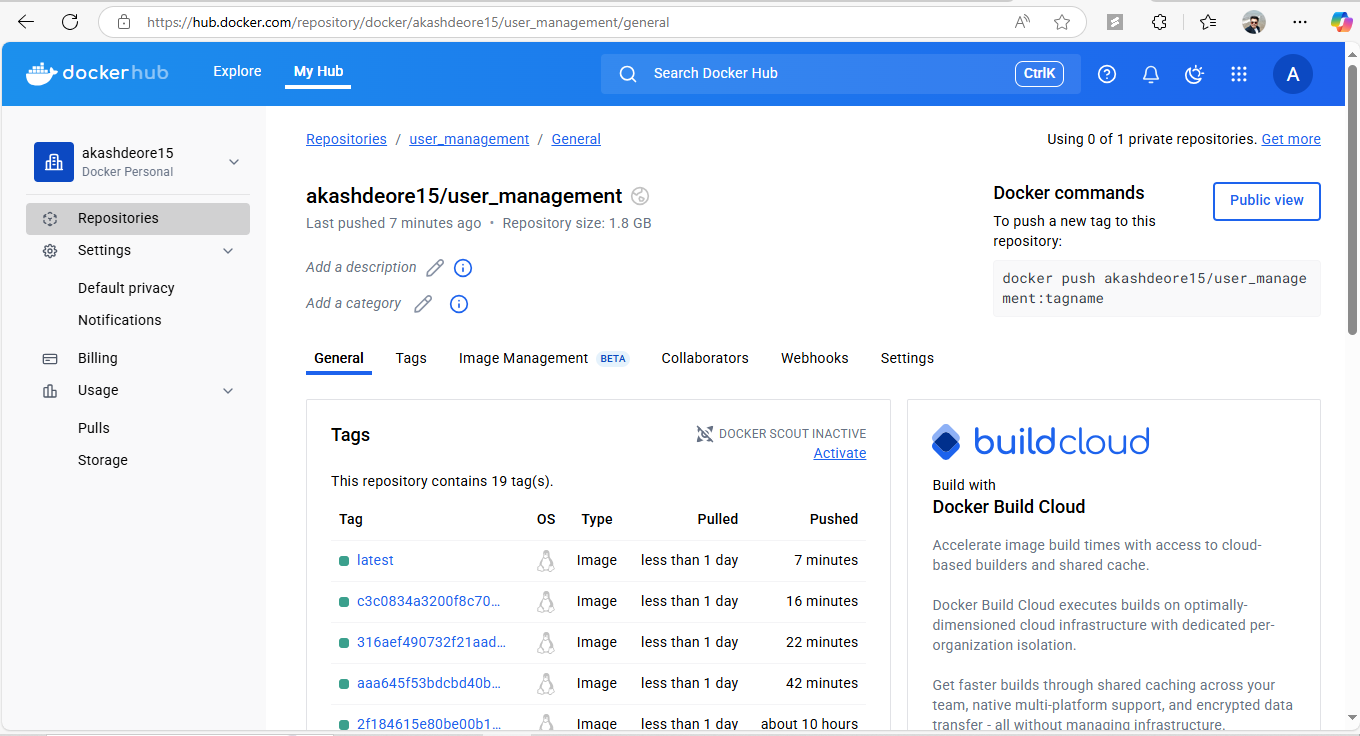 https://hub.docker.com/repository/docker/akashdeore15/user_management/general
dockerhub
Explore
My Hub
Search Docker Hub
CtrlK
A
akashdeore15
Docker Personal
Repositories
Settings
Default privacy
Notifications
Billing
Usage
Pulls
Storage
Repositories / user_management / General
Using 0 of 1 private repositories. Get more
akashdeore15/user_management
Last pushed 7 minutes ago • Repository size: 1.8 GB
Add a description
Add a category
Docker commands
Public view
To push a new tag to this
repository:
docker push akashdeore15/user_manage
ment:tagname
General Tags Image Management BETA Collaborators Webhooks Settings
Tags
DOCKER SCOUT INACTIVE
Activate
This repository contains 19 tag(s).
Tag OS Type Pulled Pushed
latest Image less than 1 day 7 minutes
c3c0834a3200f8c70... Image less than 1 day 16 minutes
316aef490732f21aad... Image less than 1 day 22 minutes
aaa645f53bdcbd40b... Image less than 1 day 42 minutes
2f184615e80be00b1... Image less than 1 day about 10 hours
buildcloud
Build with
Docker Build Cloud
Accelerate image build times with access to cloud-
based builders and shared cache.
Docker Build Cloud executes builds on optimally-
dimensioned cloud infrastructure with dedicated per-
organization isolation.
Get faster builds through shared caching across your
team, native multi-platform support, and encrypted data
transfer - all without managing infrastructure.